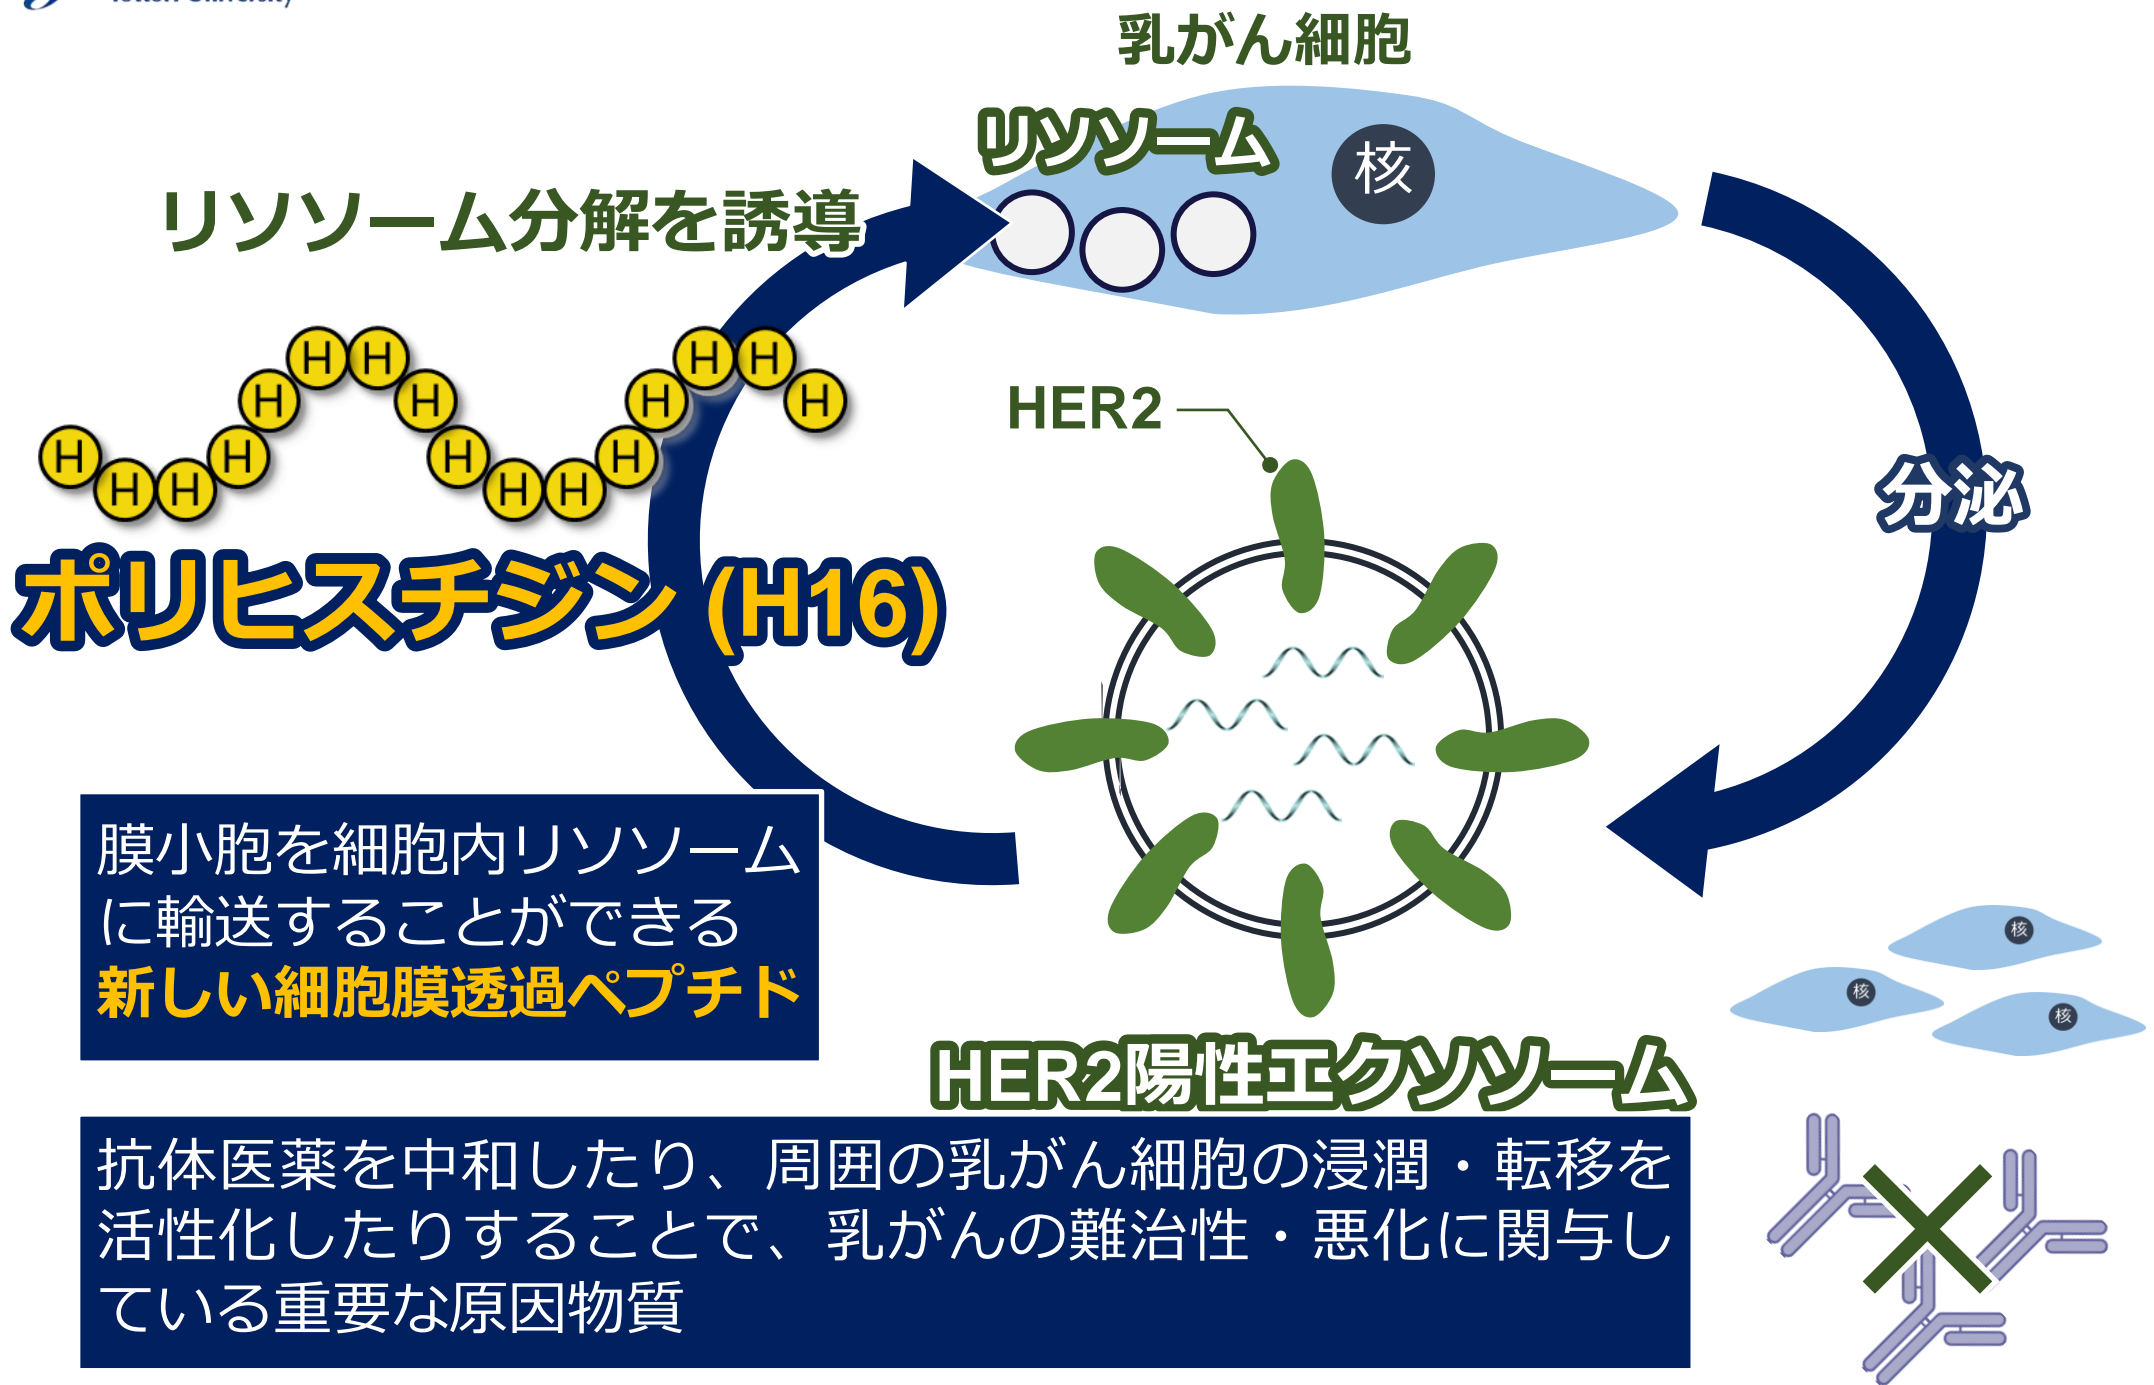 Tottori University
乳がん細胞
リソソーム
核
リソソーム分解を誘導
H H H H H H H H H H H H H H H H
HER2
分泌
ポリヒスチジン (H16)
膜小胞を細胞内リソソーム
に輸送することができる
新しい細胞膜透過ペプチド
核
核
核
HER2陽性エクソソーム
抗体医薬を中和したり、周囲の乳がん細胞の浸潤・転移を
活性化したりすることで、乳がんの難治性・悪化に関与し
ている重要な原因物質